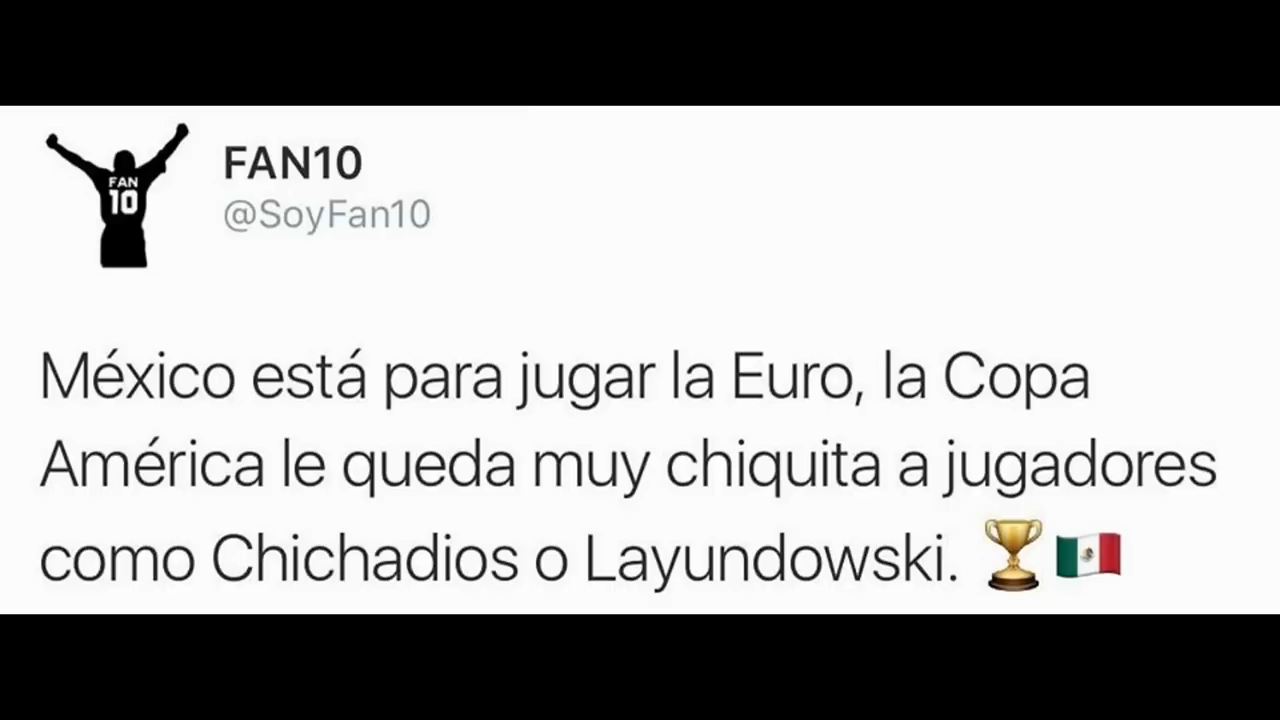 FAN
10
FAN10
@SoyFan10
México está para jugar la Euro, la Copa
América le queda muy chiquita a jugadores
como Chichadios o Layundowski. 🏆🇲🇽